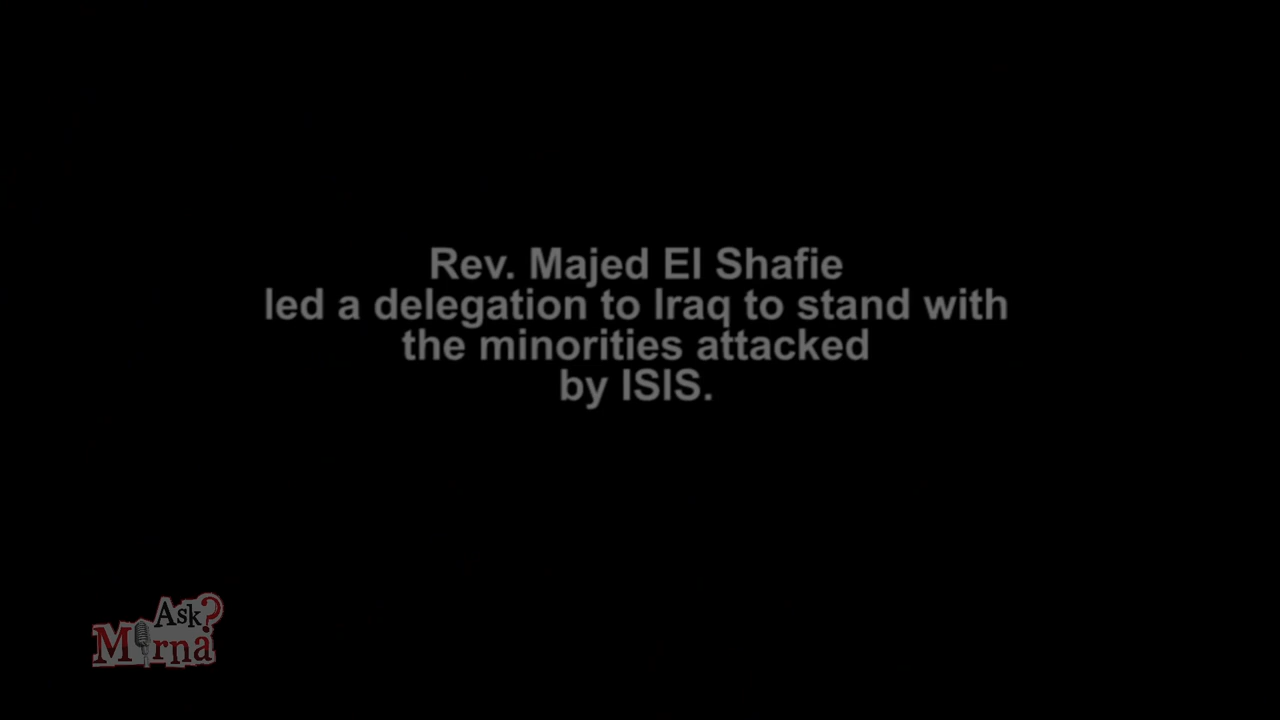 Rev. Majed El Shafie
led a delegation to Iraq to stand with
the minorities attacked
by ISIS.
Ask?
Mirna